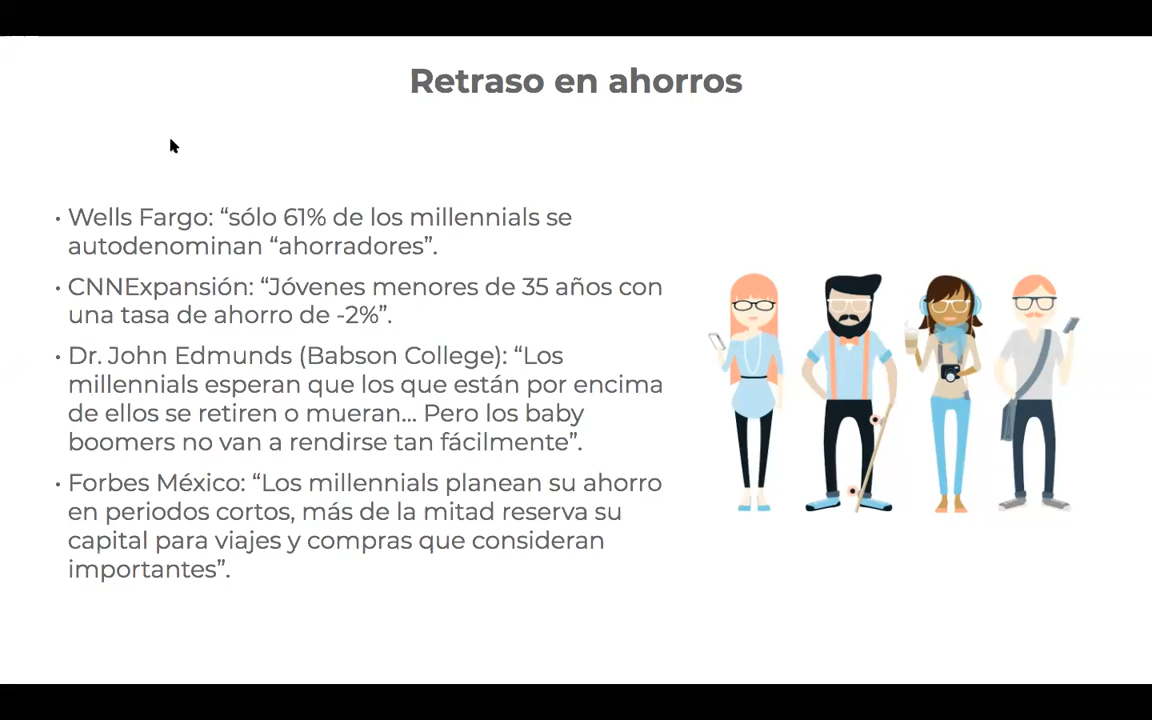 Retraso en ahorros
• Wells Fargo: “sólo 61% de los millennials se
autodenominan “ahorradores”.
• CNNExpansión: “Jóvenes menores de 35 años con
una tasa de ahorro de -2%”.
• Dr. John Edmunds (Babson College): “Los
millennials esperan que los que están por encima
de ellos se retiren o mueran... Pero los baby
boomers no van a rendirse tan fácilmente”.
• Forbes México: “Los millennials planean su ahorro
en periodos cortos, más de la mitad reserva su
capital para viajes y compras que consideran
importantes”.